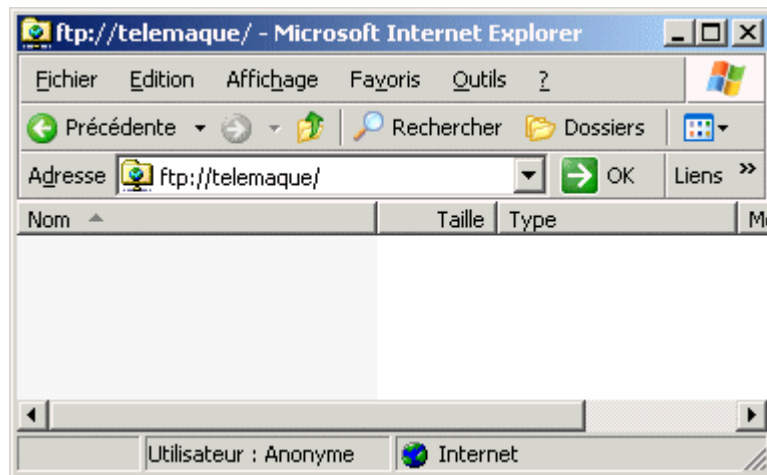 ftp://telemaque/ - Microsoft Internet Explorer
Fichier Edition Affichage Favoris Outils ?
Précédente Rechercher Dossiers
Adresse ftp://telemaque/ OK Liens »
Nom Taille Type
Utilisateur : Anonyme Internet